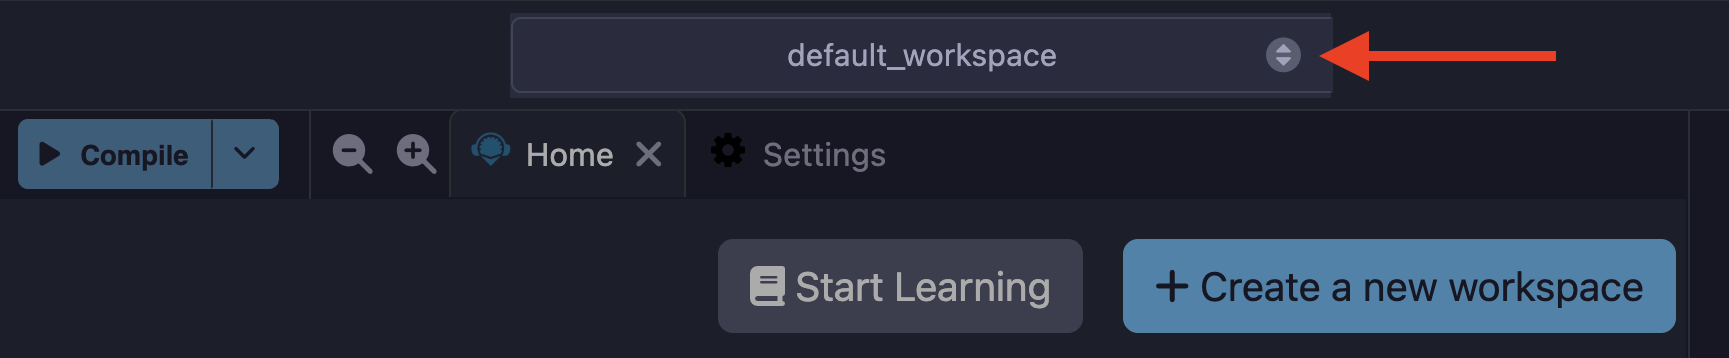 default_workspace
Compile
Home
Settings
Start Learning
Create a new workspace